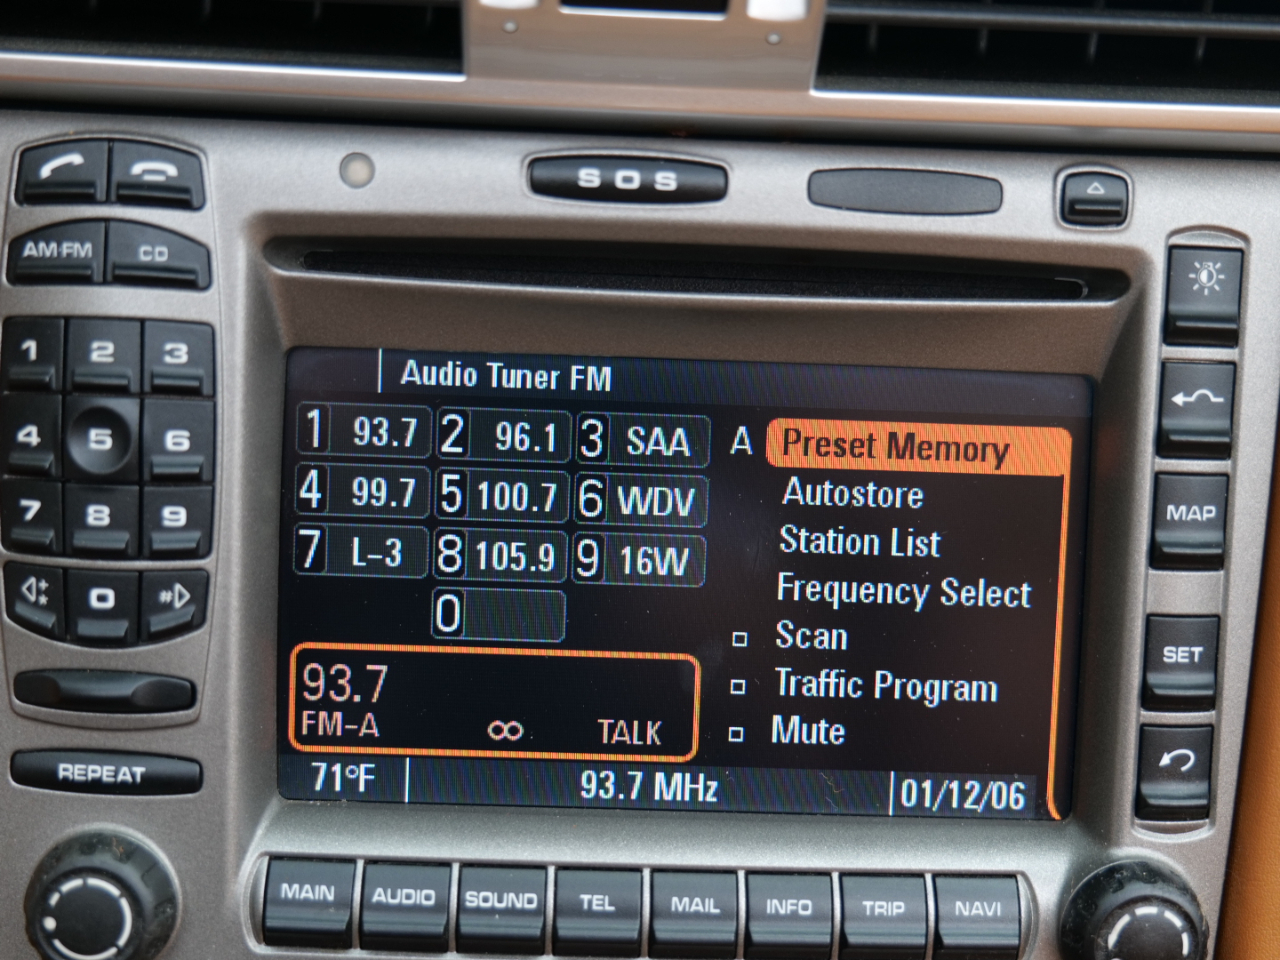 SOS
AM·FM CD
1 2 3
4 5 6
7 8 9
* 0 #
REPEAT
Audio Tuner FM
1 93.7 2 96.1 3 SAA
4 99.7 5 100.7 6 WDV
7 L-3 8 105.9 9 16W
0
A Preset Memory
Autostore
Station List
Frequency Select
Scan
Traffic Program
Mute
93.7
FM-A ∞ TALK
71°F 93.7 MHz 01/12/06
MAP
SET
MAIN AUDIO SOUND TEL MAIL INFO TRIP NAVI